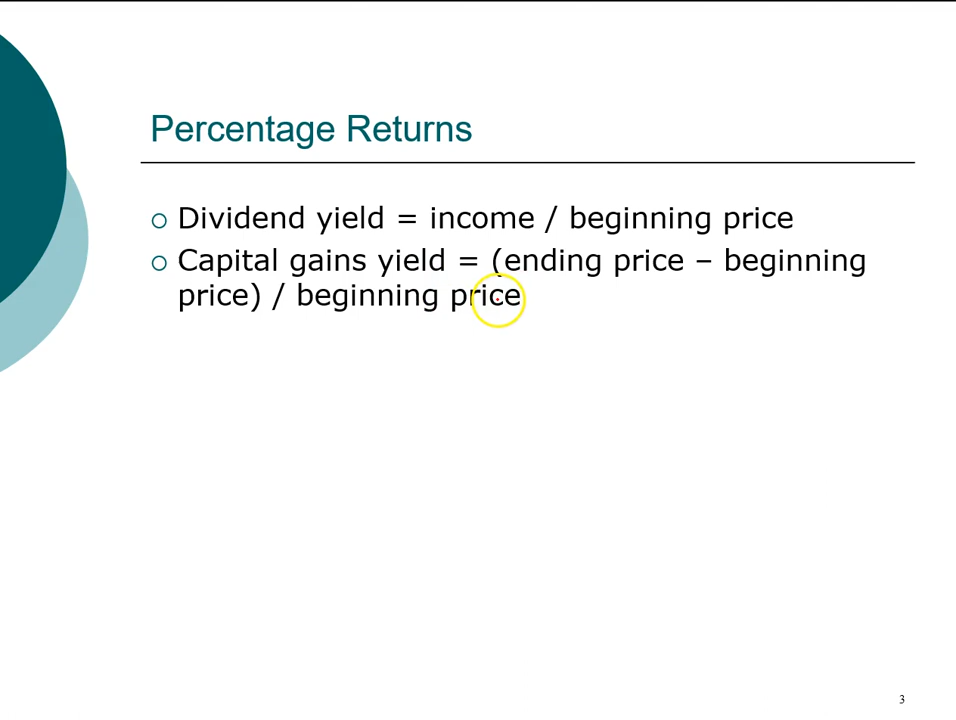 Percentage Returns
Dividend yield = income / beginning price
Capital gains yield = (ending price – beginning
price) / beginning price
3